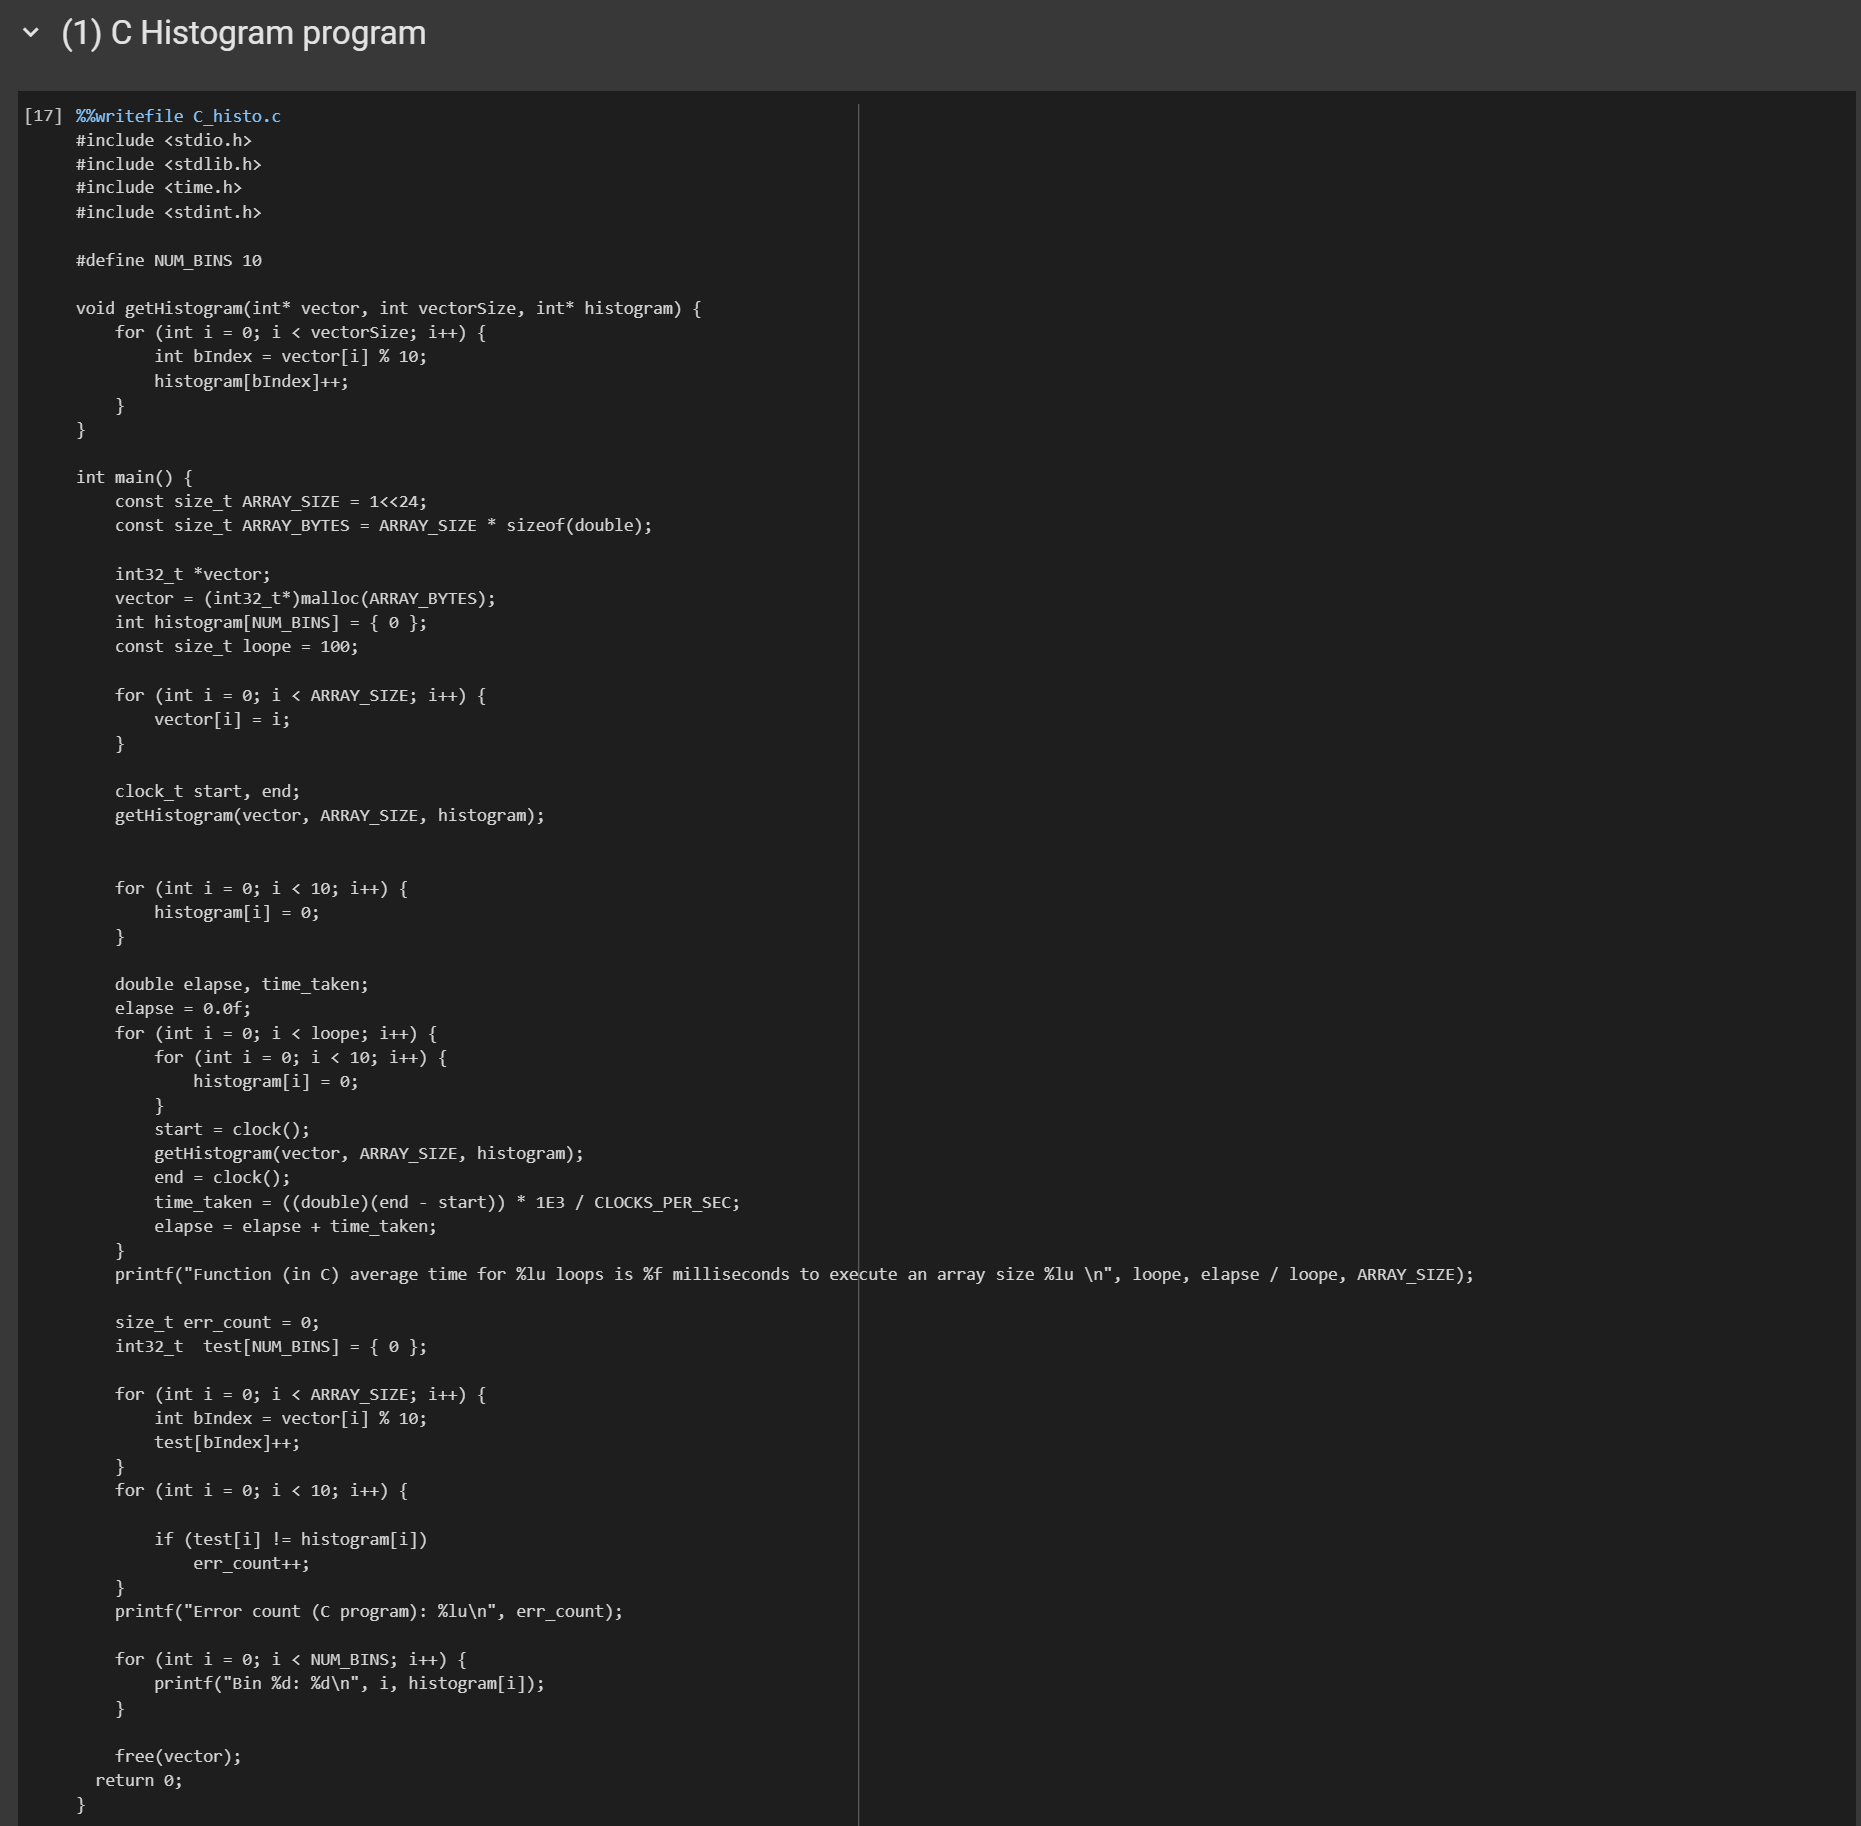 (1) C Histogram program
[17] %%writefile C_histo.c
#include <stdio.h>
#include <stdlib.h>
#include <time.h>
#include <stdint.h>

#define NUM_BINS 10

void getHistogram(int* vector, int vectorSize, int* histogram) {
    for (int i = 0; i < vectorSize; i++) {
        int bIndex = vector[i] % 10;
        histogram[bIndex]++;
    }
}

int main() {
    const size_t ARRAY_SIZE = 1<<24;
    const size_t ARRAY_BYTES = ARRAY_SIZE * sizeof(double);

    int32_t *vector;
    vector = (int32_t*)malloc(ARRAY_BYTES);
    int histogram[NUM_BINS] = { 0 };
    const size_t loope = 100;

    for (int i = 0; i < ARRAY_SIZE; i++) {
        vector[i] = i;
    }

    clock_t start, end;
    getHistogram(vector, ARRAY_SIZE, histogram);


    for (int i = 0; i < 10; i++) {
        histogram[i] = 0;
    }

    double elapse, time_taken;
    elapse = 0.0f;
    for (int i = 0; i < loope; i++) {
        for (int i = 0; i < 10; i++) {
            histogram[i] = 0;
        }
        start = clock();
        getHistogram(vector, ARRAY_SIZE, histogram);
        end = clock();
        time_taken = ((double)(end - start)) * 1E3 / CLOCKS_PER_SEC;
        elapse = elapse + time_taken;
    }
    printf("Function (in C) average time for %lu loops is %f milliseconds to execute an array size %lu \n", loope, elapse / loope, ARRAY_SIZE);

    size_t err_count = 0;
    int32_t  test[NUM_BINS] = { 0 };

    for (int i = 0; i < ARRAY_SIZE; i++) {
        int bIndex = vector[i] % 10;
        test[bIndex]++;
    }
    for (int i = 0; i < 10; i++) {

        if (test[i] != histogram[i])
            err_count++;
    }
    printf("Error count (C program): %lu\n", err_count);

    for (int i = 0; i < NUM_BINS; i++) {
        printf("Bin %d: %d\n", i, histogram[i]);
    }

    free(vector);
  return 0;
}